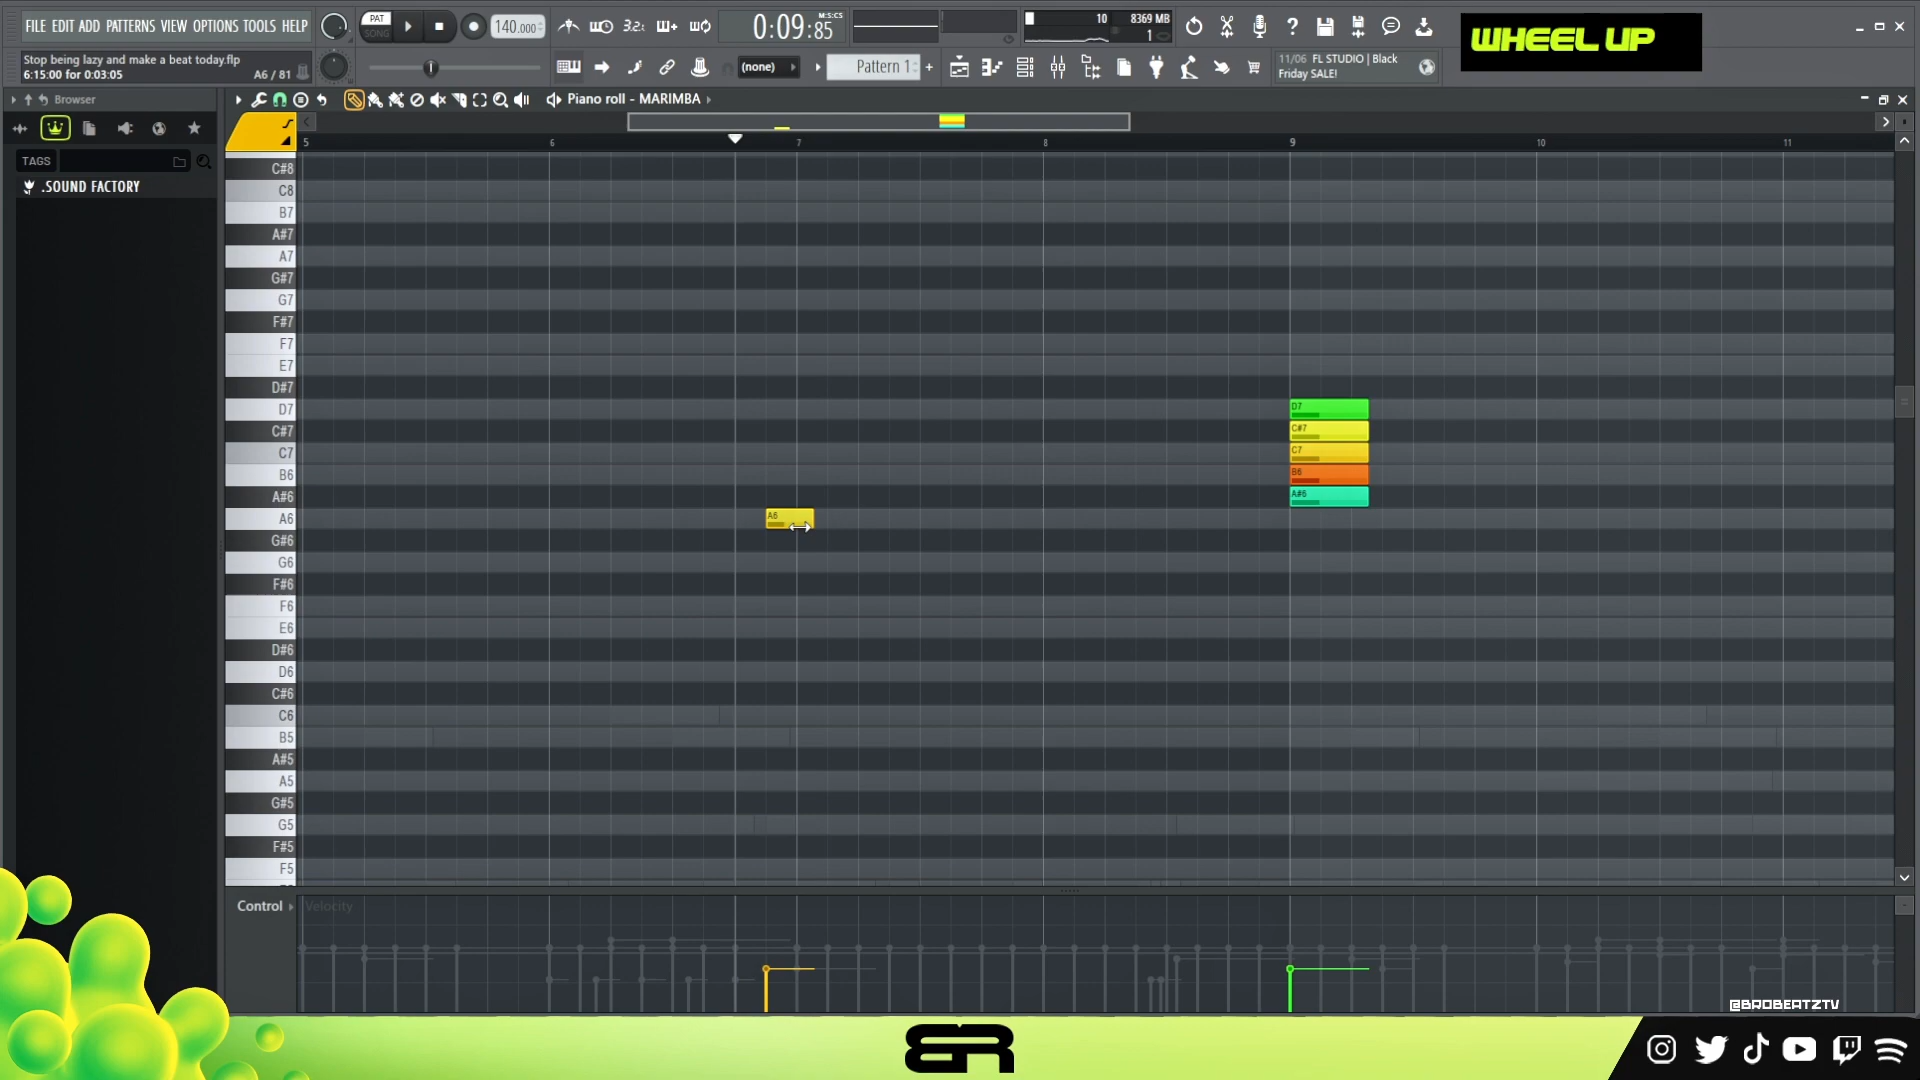 FILE EDIT ADD PATTERNS VIEW OPTIONS TOOLS HELP
PAT
SONG
140.000
3.2:
0:09:85
M:S:CS
10
8369 MB
1
WHEEL UP
Stop being lazy and make a beat today.flp
6:15:00 for 0:03:05
A6 / 81
(none)
Pattern 1
11/06 FL STUDIO | Black
Friday SALE!
Browser
Piano roll - MARIMBA
5 6 7 8 9 10 11
TAGS
.SOUND FACTORY
C#8
C8
B7
A#7
A7
G#7
G7
F#7
F7
E7
D#7
D7
D7
C#7
C#7
C7
C7
B6
B6
A#6
A#6
A6
A6
G#6
G6
F#6
F6
E6
D#6
D6
C#6
C6
B5
A#5
A5
G#5
G5
F#5
F5
Control
Velocity
@BROBEATZTV
BR